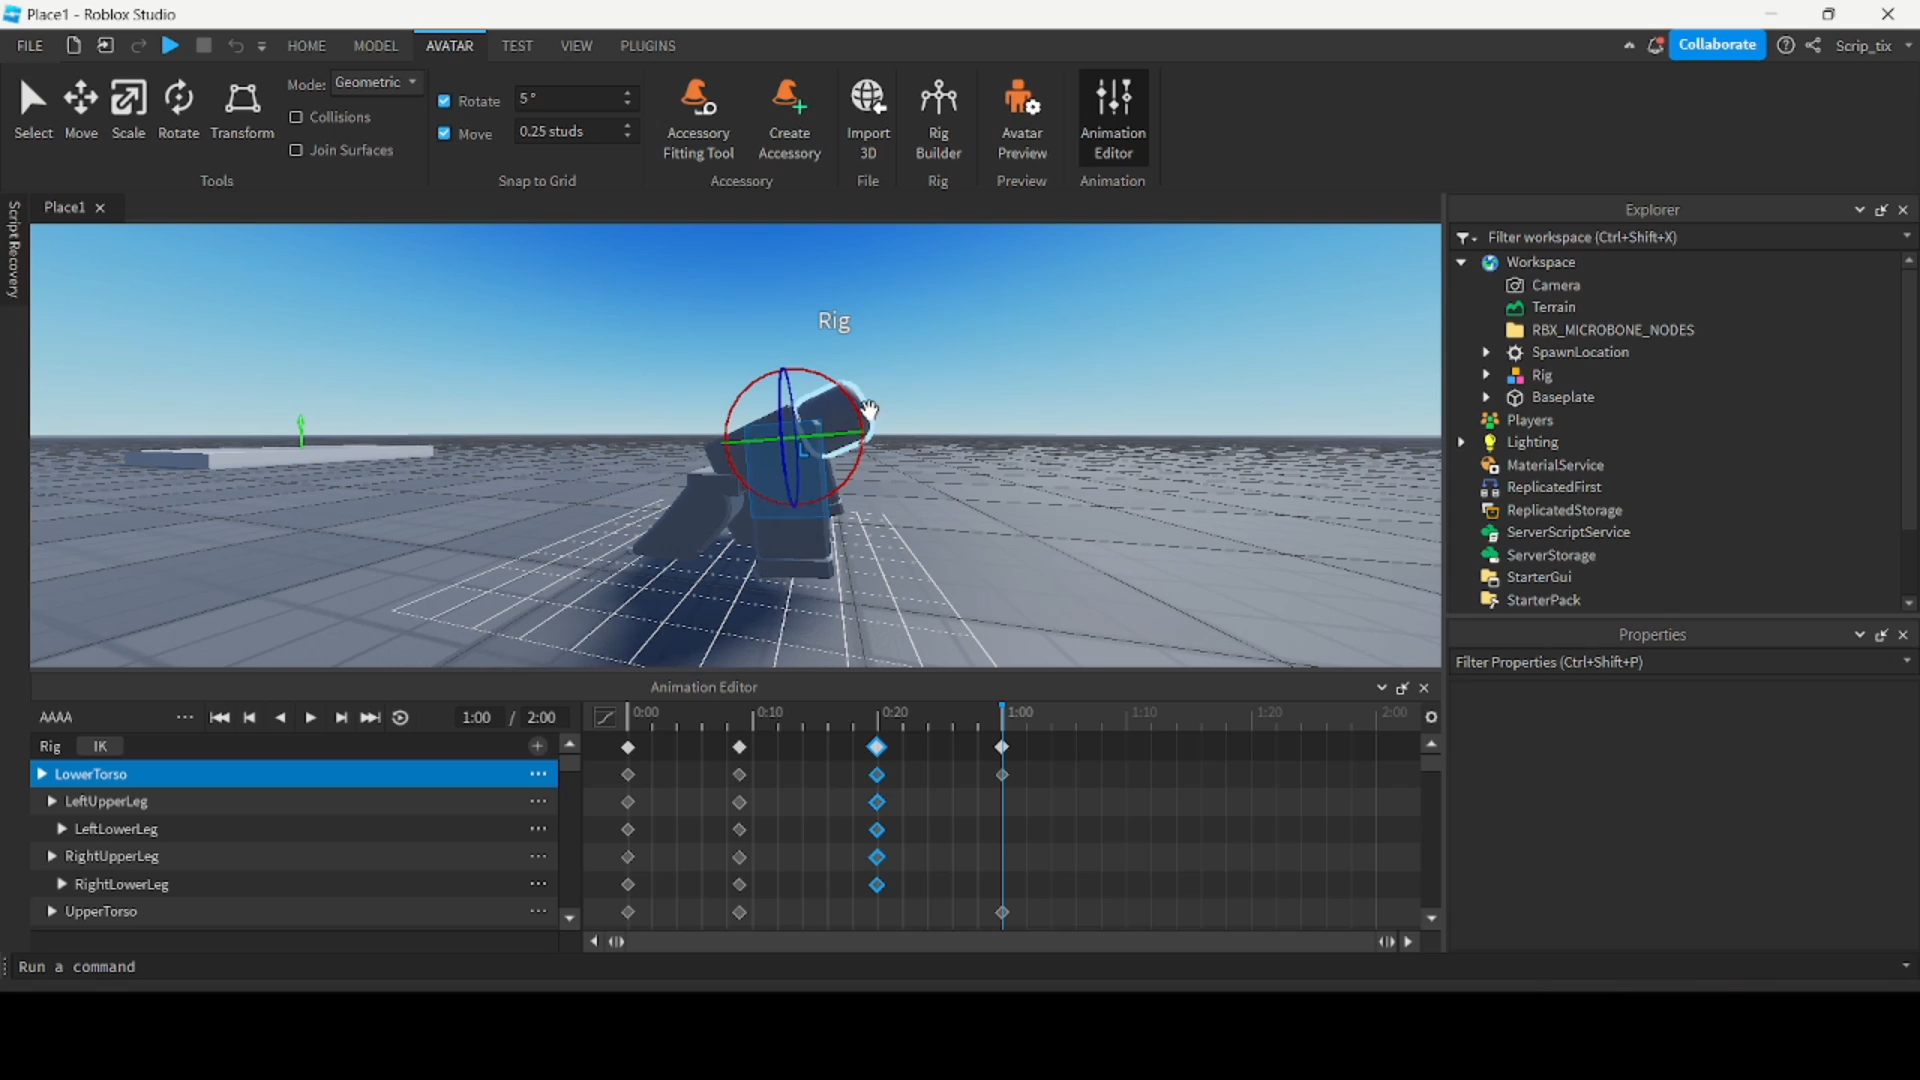 Place1 - Roblox Studio
FILE HOME MODEL AVATAR TEST VIEW PLUGINS Collaborate Scrip_tix
Select Move Scale Rotate Transform
Mode: Geometric
Collisions
Join Surfaces
Rotate 5°
Move 0.25 studs
Accessory Fitting Tool
Create Accessory
Import 3D
Rig Builder
Avatar Preview
Animation Editor
Tools Snap to Grid Accessory File Rig Preview Animation
Script Recovery
Place1
Rig
Explorer
Filter workspace (Ctrl+Shift+X)
Workspace
Camera
Terrain
RBX_MICROBONE_NODES
SpawnLocation
Rig
Baseplate
Players
Lighting
MaterialService
ReplicatedFirst
ReplicatedStorage
ServerScriptService
ServerStorage
StarterGui
StarterPack
Properties
Filter Properties (Ctrl+Shift+P)
Animation Editor
AAAA ... 1:00 / 2:00 0:00 0:10 0:20 1:00 1:10 1:20 2:00
Rig IK
LowerTorso ...
LeftUpperLeg ...
LeftLowerLeg ...
RightUpperLeg ...
RightLowerLeg ...
UpperTorso ...
Run a command